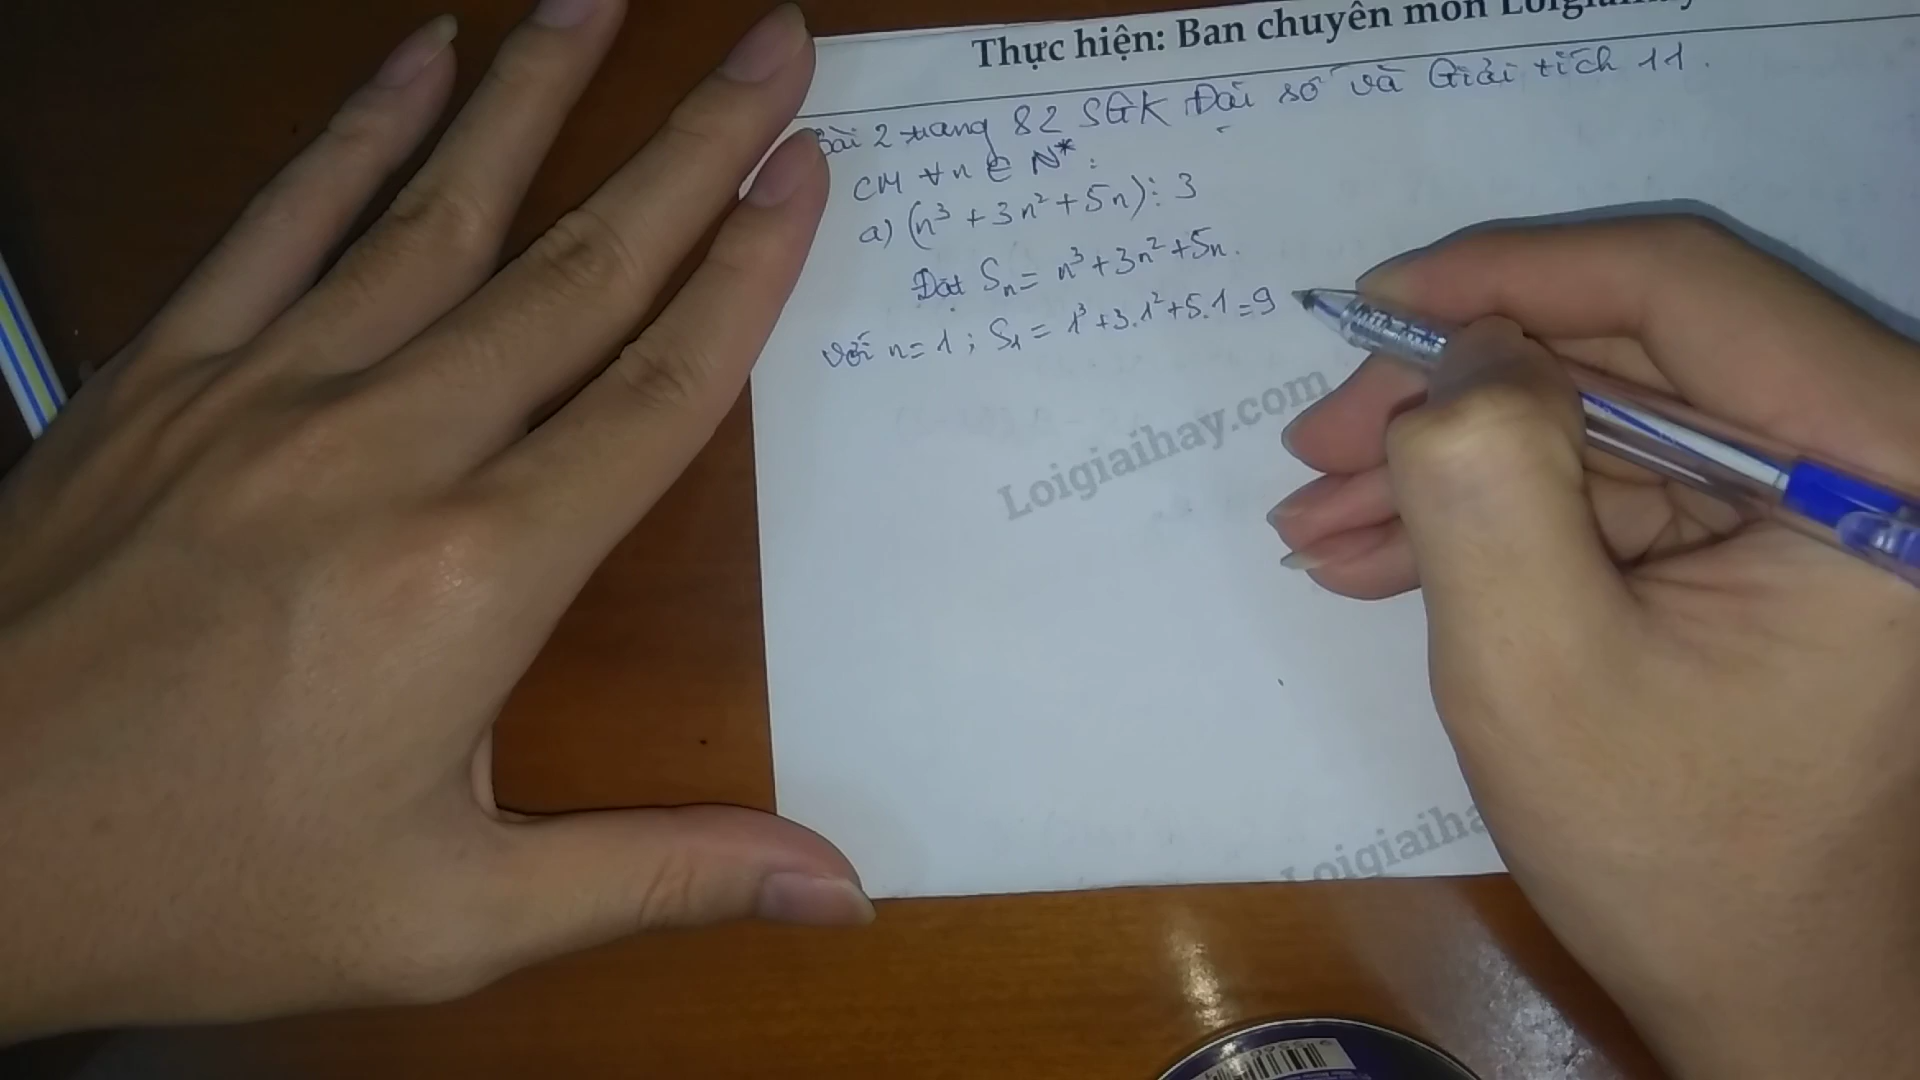 Thực hiện: Ban chuyên môn Loigiaihay
Bài 2 trang 82 SGK Đại số và Giải tích 11.
CM ∀n ∈ N*:
a) (n³ + 3n² + 5n) ⋮ 3
Đặt Sₙ = n³ + 3n² + 5n.
Với n = 1 ; S₁ = 1³ + 3.1² + 5.1 = 9
Loigiaihay.com
Loigiaiha